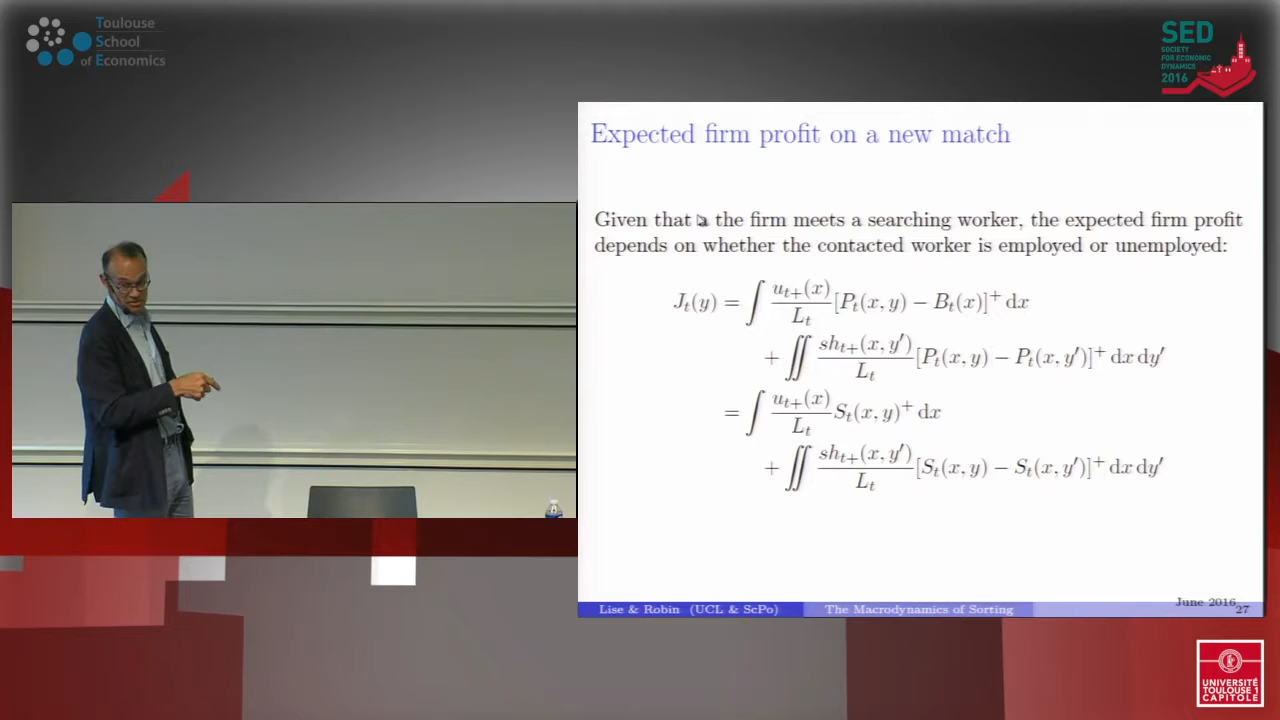 Toulouse
School
of Economics
SED
SOCIETY
FOR ECONOMIC
DYNAMICS
2016
Expected firm profit on a new match
Given that a the firm meets a searching worker, the expected firm profit
depends on whether the contacted worker is employed or unemployed:
J_t(y) = ∫ u_{t+}(x)/L_t [P_t(x, y) − B_t(x)]^+ dx
+ ∬ sh_{t+}(x, y′)/L_t [P_t(x, y) − P_t(x, y′)]^+ dx dy′
= ∫ u_{t+}(x)/L_t S_t(x, y)^+ dx
+ ∬ sh_{t+}(x, y′)/L_t [S_t(x, y) − S_t(x, y′)]^+ dx dy′
Lise & Robin (UCL & ScPo) The Macrodynamics of Sorting June 2016 27
UNIVERSITÉ
TOULOUSE 1
CAPITOLE